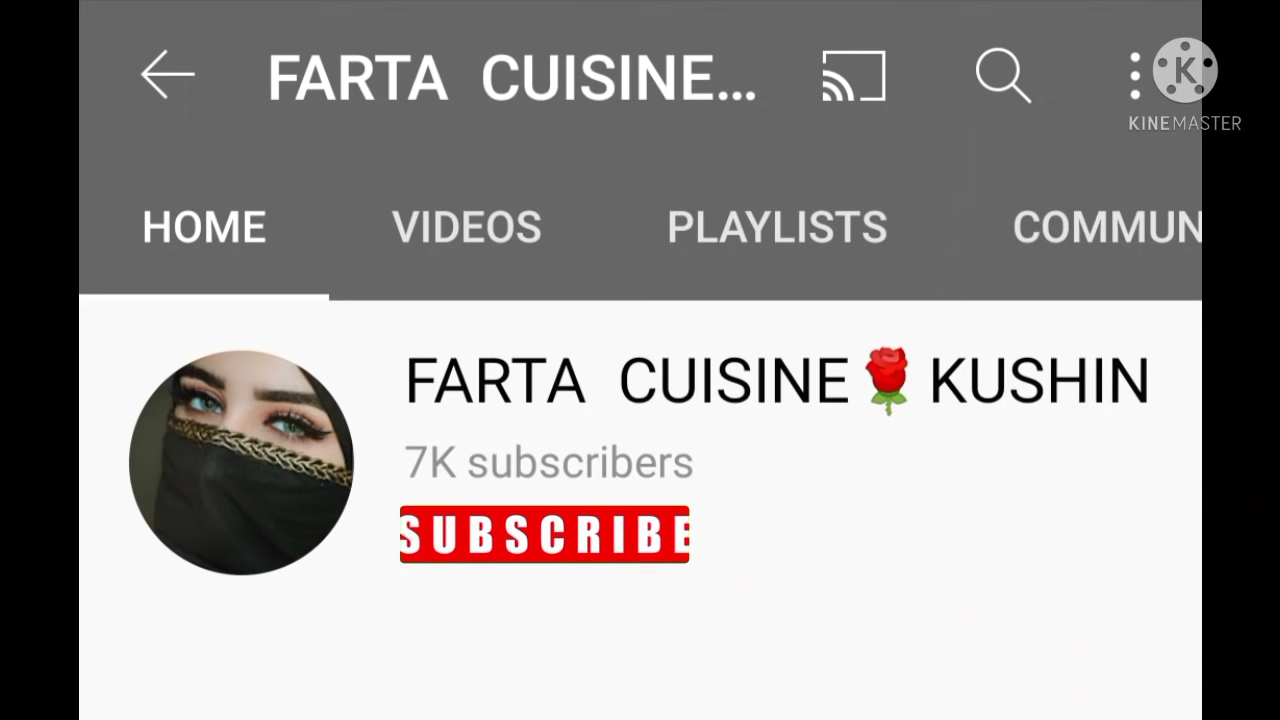 FARTA CUISINE...
KINEMASTER
HOME VIDEOS PLAYLISTS COMMUN
FARTA CUISINE🌹KUSHIN
7K subscribers
SUBSCRIBE